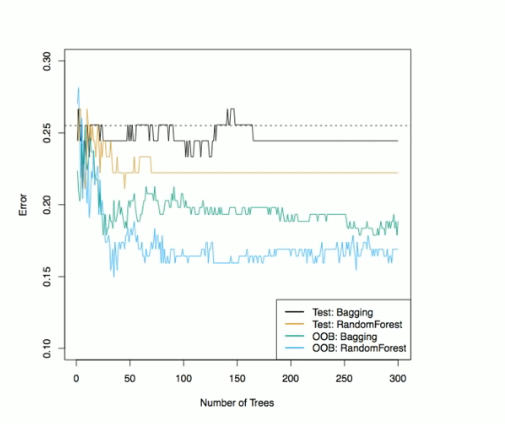 0.30
0.25
0.20
0.15
0.10
Error
0
50
100
150
200
250
300
Number of Trees
Test: Bagging
Test: RandomForest
OOB: Bagging
OOB: RandomForest